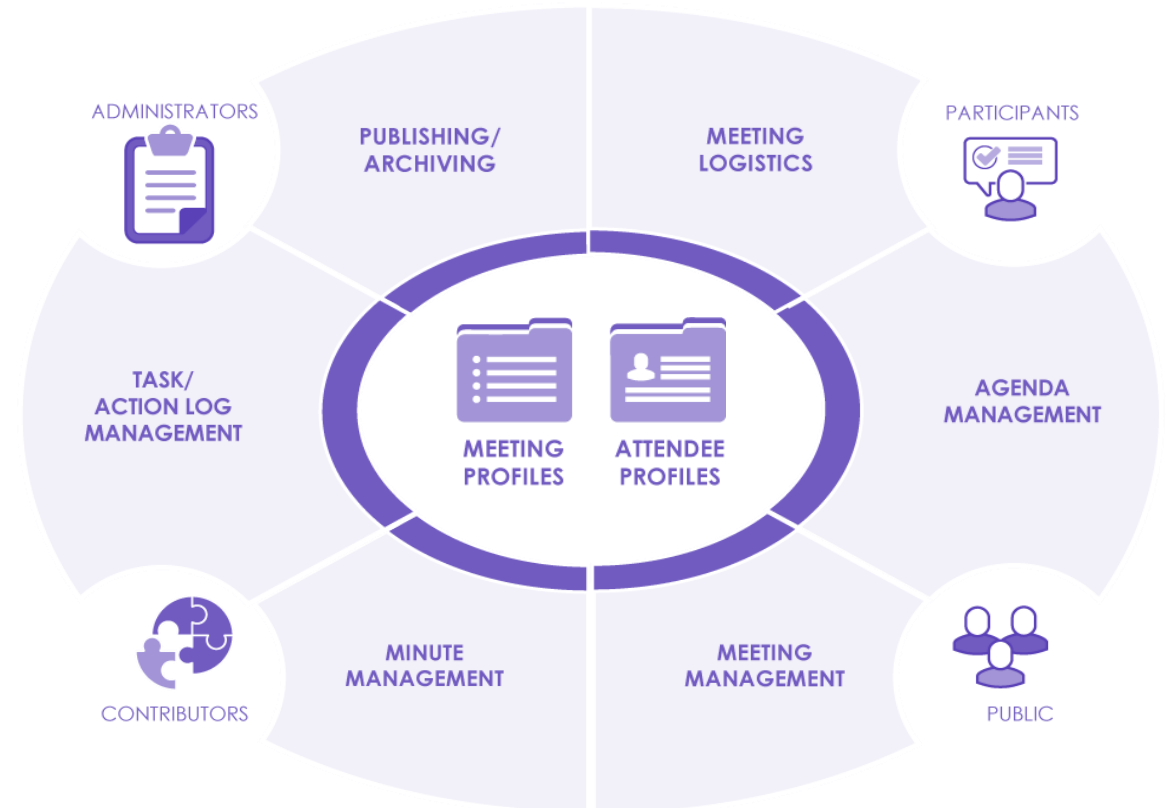 ADMINISTRATORS
PUBLISHING/
ARCHIVING
MEETING
LOGISTICS
PARTICIPANTS
TASK/
ACTION LOG
MANAGEMENT
MEETING
PROFILES
ATTENDEE
PROFILES
AGENDA
MANAGEMENT
CONTRIBUTORS
MINUTE
MANAGEMENT
MEETING
MANAGEMENT
PUBLIC